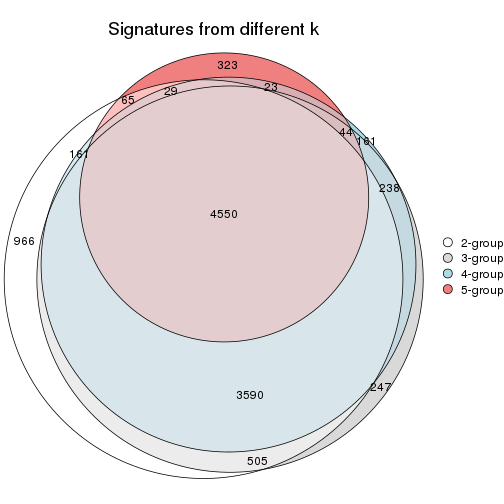 Signatures from different k
323
65
29
23
44
161
161
238
4550
966
2-group
3-group
4-group
5-group
247
3590
505